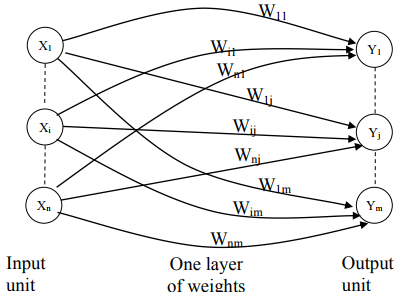 W11
X1
Wi1
Y1
Wn1
W1j
Xi
Wij
Yj
Wnj
W1m
Xn
Wim
Ym
Wnm
Input One layer Output
unit of weights unit